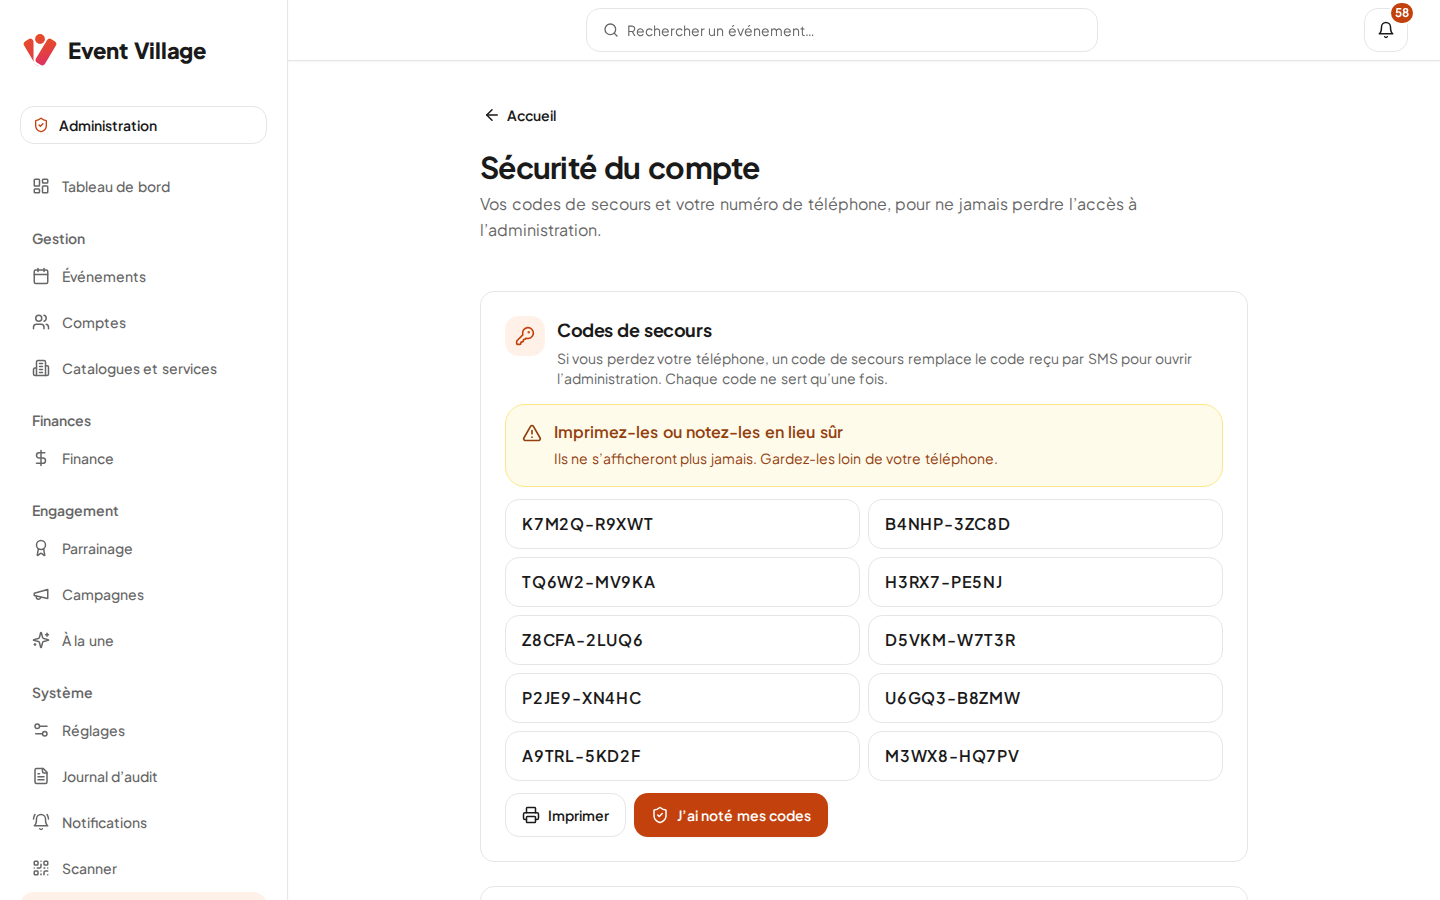 Event Village
Rechercher un événement...
58
Administration
Tableau de bord
Gestion
Événements
Comptes
Catalogues et services
Finances
Finance
Engagement
Parrainage
Campagnes
À la une
Système
Réglages
Journal d'audit
Notifications
Scanner
Accueil
Sécurité du compte
Vos codes de secours et votre numéro de téléphone, pour ne jamais perdre l'accès à
l'administration.
Codes de secours
Si vous perdez votre téléphone, un code de secours remplace le code reçu par SMS pour ouvrir
l'administration. Chaque code ne sert qu'une fois.
Imprimez-les ou notez-les en lieu sûr
Ils ne s'afficheront plus jamais. Gardez-les loin de votre téléphone.
K7M2Q-R9XWT
B4NHP-3ZC8D
TQ6W2-MV9KA
H3RX7-PE5NJ
Z8CFA-2LUQ6
D5VKM-W7T3R
P2JE9-XN4HC
U6GQ3-B8ZMW
A9TRL-5KD2F
M3WX8-HQ7PV
Imprimer
J'ai noté mes codes